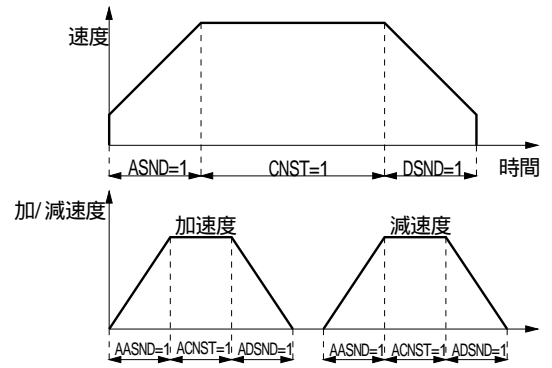 速度
ASND=1 CNST=1 DSND=1 時間
加/減速度
加速度 減速度
AASND=1 ACNST=1 ADSND=1 AASND=1 ACNST=1 ADSND=1